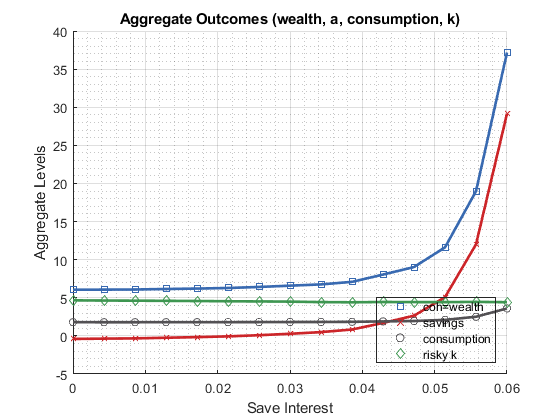 Aggregate Outcomes (wealth, a, consumption, k)
40
35
30
25
20
15
10
5
0
-5
Aggregate Levels
coh=wealth
savings
consumption
risky k
0
0.01
0.02
0.03
0.04
0.05
0.06
Save Interest